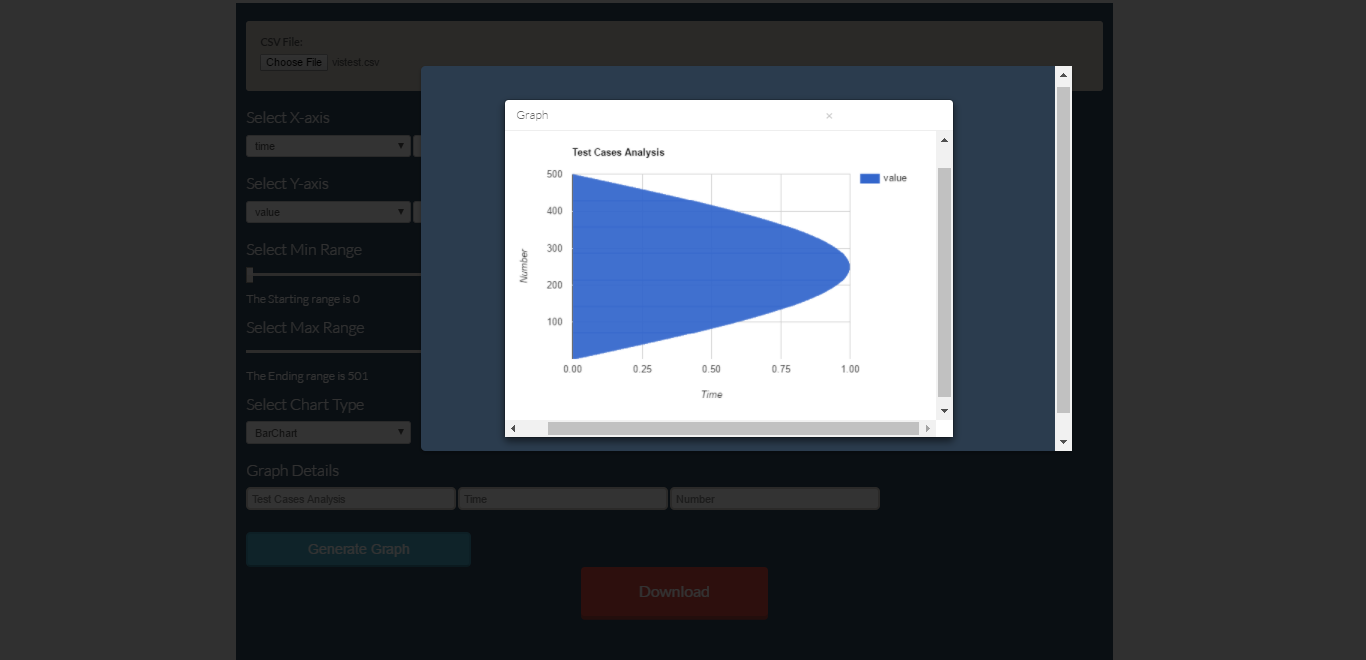 CSV File:
Choose File vistest.csv
Select X-axis
time
Select Y-axis
value
Select Min Range
The Starting range is 0
Select Max Range
The Ending range is 501
Select Chart Type
BarChart
Graph Details
Test Cases Analysis Time Number
Generate Graph
Download
Graph ×
Test Cases Analysis
500
400
300
200
100
Number
0.00 0.25 0.50 0.75 1.00
Time
value